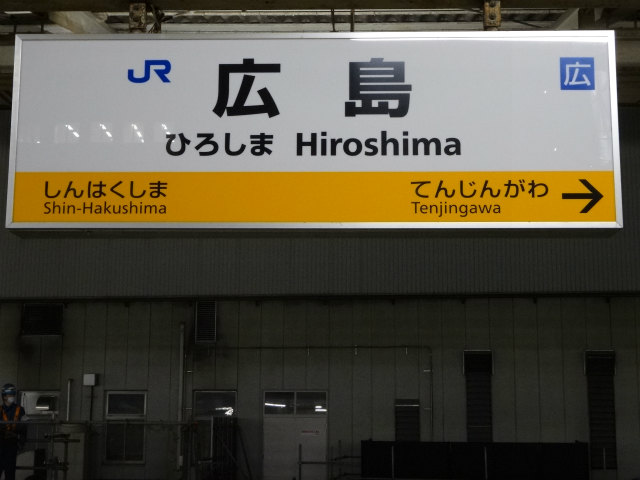 JR 広島 広
ひろしま Hiroshima
しんはくしま てんじんがわ →
Shin-Hakushima Tenjingawa